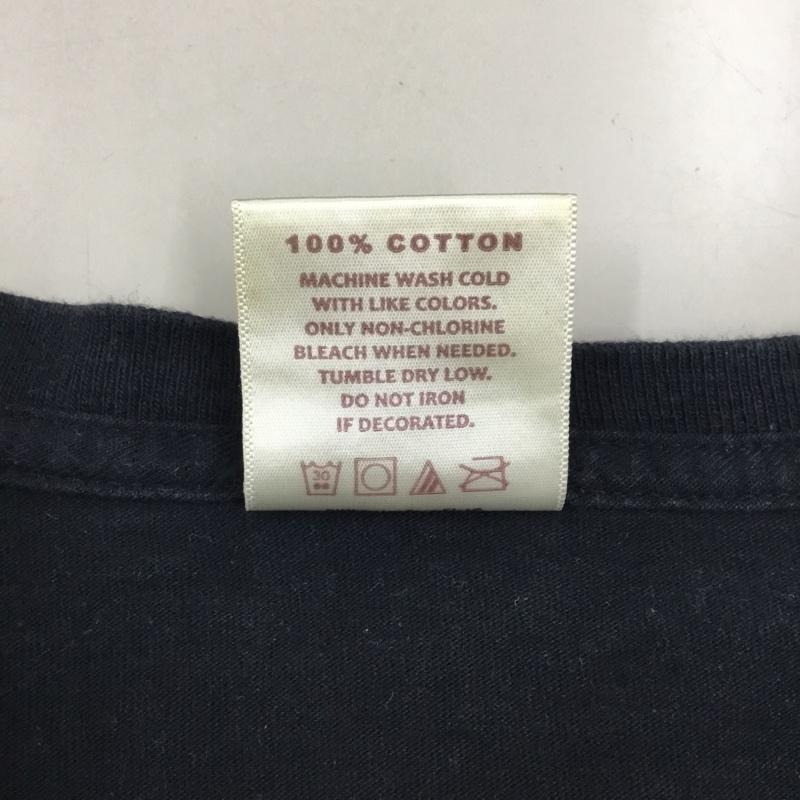 100% COTTON
MACHINE WASH COLD
WITH LIKE COLORS.
ONLY NON-CHLORINE
BLEACH WHEN NEEDED.
TUMBLE DRY LOW.
DO NOT IRON
IF DECORATED.
30